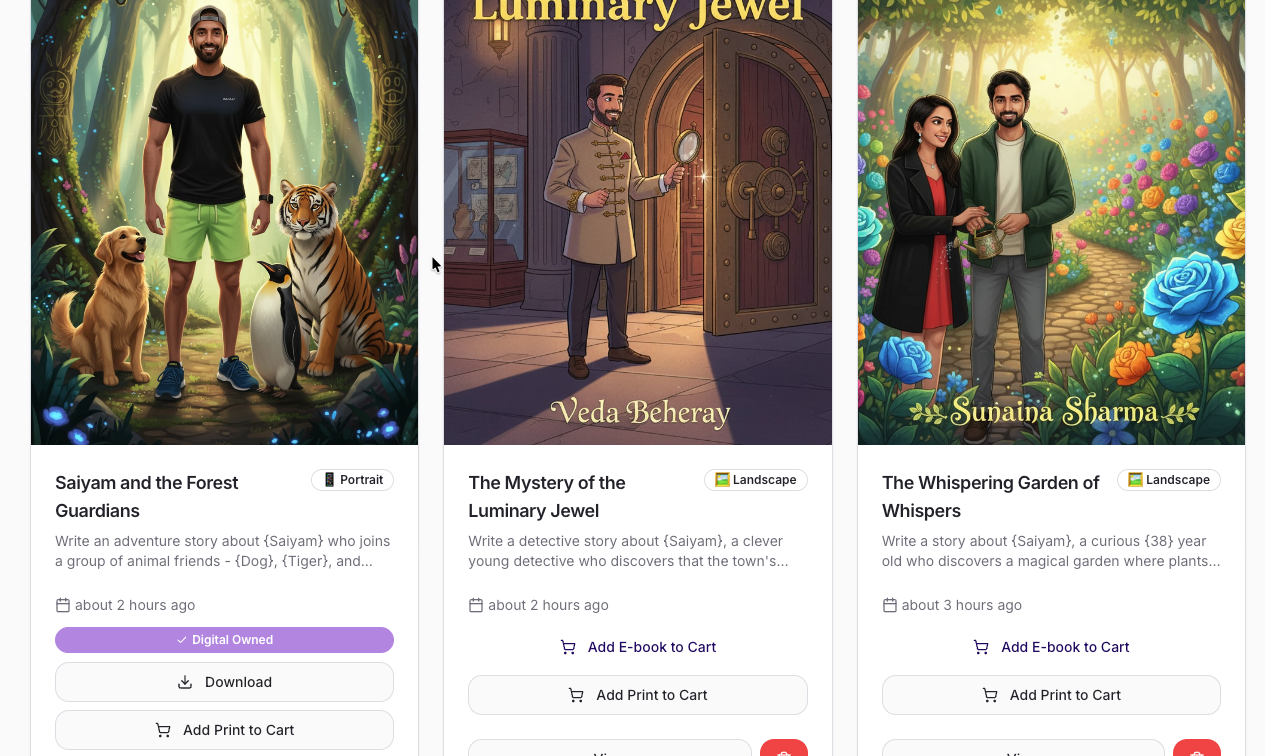 Luminary Jewel
Veda Beheray
Sunaina Sharma
Saiyam and the Forest
Guardians
Portrait
Write an adventure story about {Saiyam} who joins
a group of animal friends - {Dog}, {Tiger}, and...
about 2 hours ago
Digital Owned
Download
Add Print to Cart
The Mystery of the
Luminary Jewel
Landscape
Write a detective story about {Saiyam}, a clever
young detective who discovers that the town's...
about 2 hours ago
Add E-book to Cart
Add Print to Cart
The Whispering Garden of
Whispers
Landscape
Write a story about {Saiyam}, a curious {38} year
old who discovers a magical garden where plants...
about 3 hours ago
Add E-book to Cart
Add Print to Cart